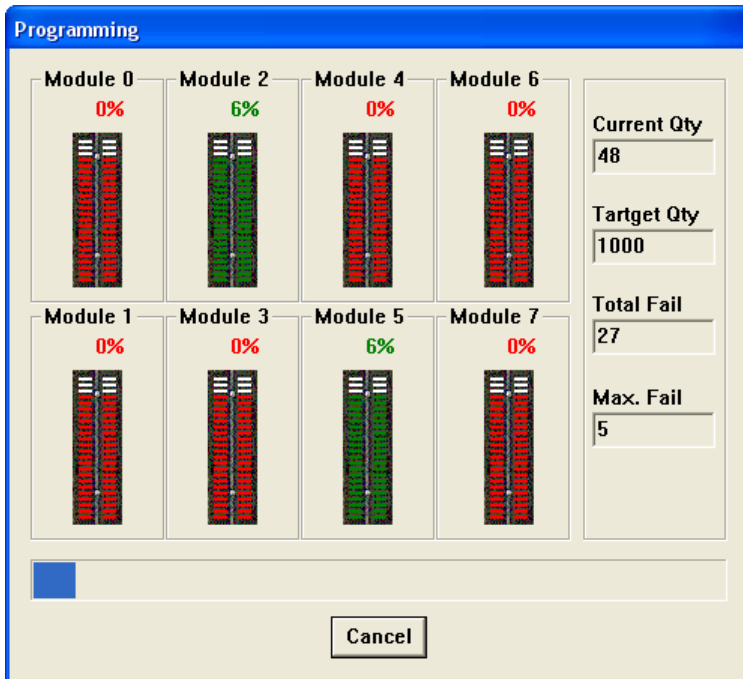 Programming
Module 0 Module 2 Module 4 Module 6
0% 6% 0% 0%
Current Qty
48
Tartget Qty
1000
Total Fail
27
Module 1 Module 3 Module 5 Module 7
0% 0% 6% 0%
Max. Fail
5
Cancel